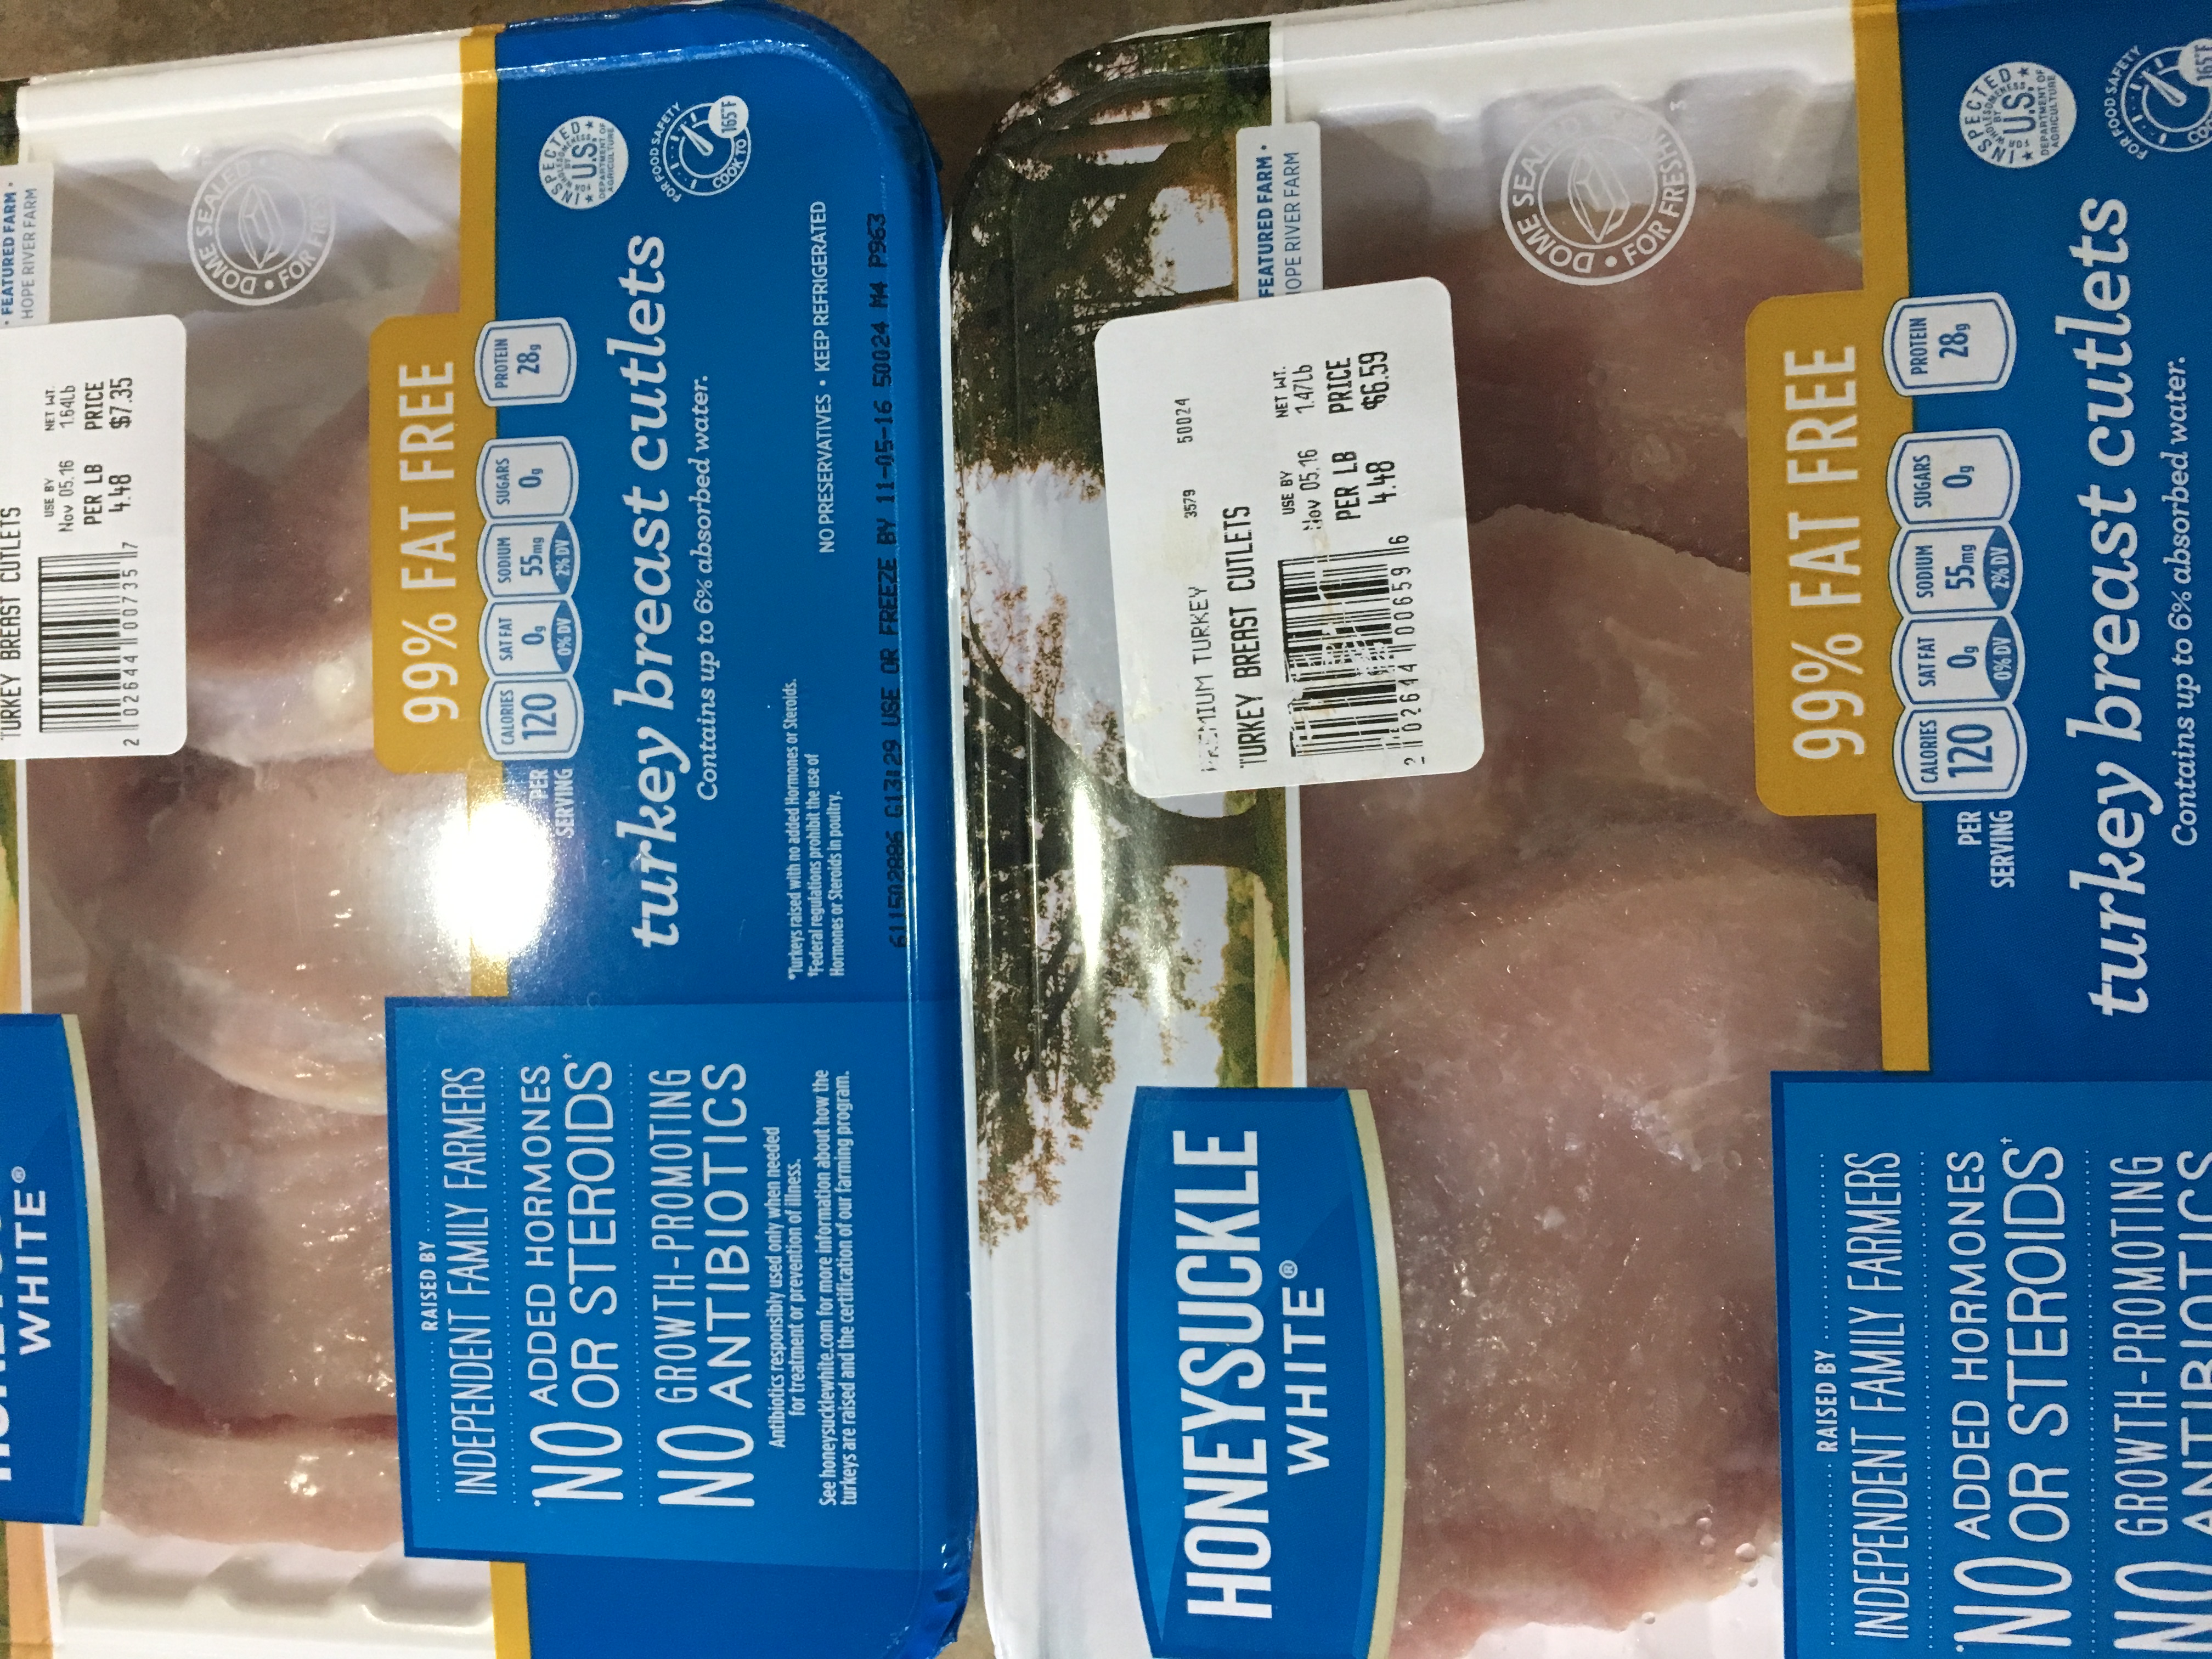 WHITE®
TURKEY BREAST CUTLETS
USE BY NET WT.
Nov 05.16 1.64Lb
PER LB PRICE
4.48 $7.35
2 02644 00735 7
• FEATURED FARM •
HOPE RIVER FARM
DOME SEALED
• FOR
RAISED BY
INDEPENDENT FAMILY FARMERS
*NO ADDED HORMONES
OR STEROIDS†
NO GROWTH-PROMOTING
ANTIBIOTICS
Antibiotics responsibly used only when needed
for treatment or prevention of illness.
See honeysucklewhite.com for more information about how the
turkeys are raised and the certification of our farming program.
99% FAT FREE
PER
SERVING
CALORIES
120
SAT FAT
0g
0% DV
SODIUM
55mg
2% DV
SUGARS
0g
PROTEIN
28g
turkey breast cutlets
Contains up to 6% absorbed water.
INSPECTED
FOR WHOLESOMENESS
BY
U.S.
DEPARTMENT OF
AGRICULTURE
FOR FOOD SAFETY
COOK TO 165°F
*Turkeys raised with no added Hormones or Steroids.
†Federal regulations prohibit the use of
Hormones or Steroids in poultry.
NO PRESERVATIVES • KEEP REFRIGERATED
611502886 G13:29 USE OR FREEZE BY 11-05-16 50024 M4 P963
HONEYSUCKLE
WHITE®
PREMIUM TURKEY 3579 50024
TURKEY BREAST CUTLETS
USE BY NET WT.
Nov 05.16 1.47Lb
PER LB PRICE
4.48 $6.59
2 02644 00659 6
FEATURED FARM •
HOPE RIVER FARM
DOME SEALED
• FOR
RAISED BY
INDEPENDENT FAMILY FARMERS
*NO ADDED HORMONES
OR STEROIDS†
NO GROWTH-PROMOTING
ANTIBIOTICS
99% FAT FREE
PER
SERVING
CALORIES
120
SAT FAT
0g
0% DV
SODIUM
55mg
2% DV
SUGARS
0g
PROTEIN
28g
turkey breast cutlets
Contains up to 6% absorbed water.
INSPECTED
FOR WHOLESOMENESS
BY
U.S.
DEPARTMENT OF
AGRICULTURE
FOR FOOD SAFETY
165°F